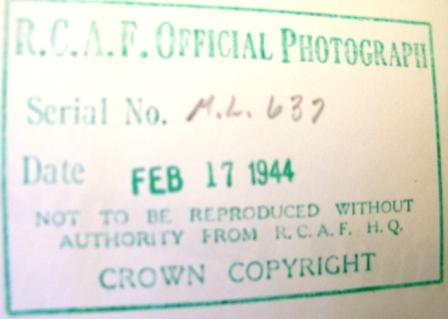 R.C.A.F. OFFICIAL PHOTOGRAPH
Serial No. M.L. 637
Date FEB 17 1944
NOT TO BE REPRODUCED WITHOUT
AUTHORITY FROM R.C.A.F. H.Q.
CROWN COPYRIGHT